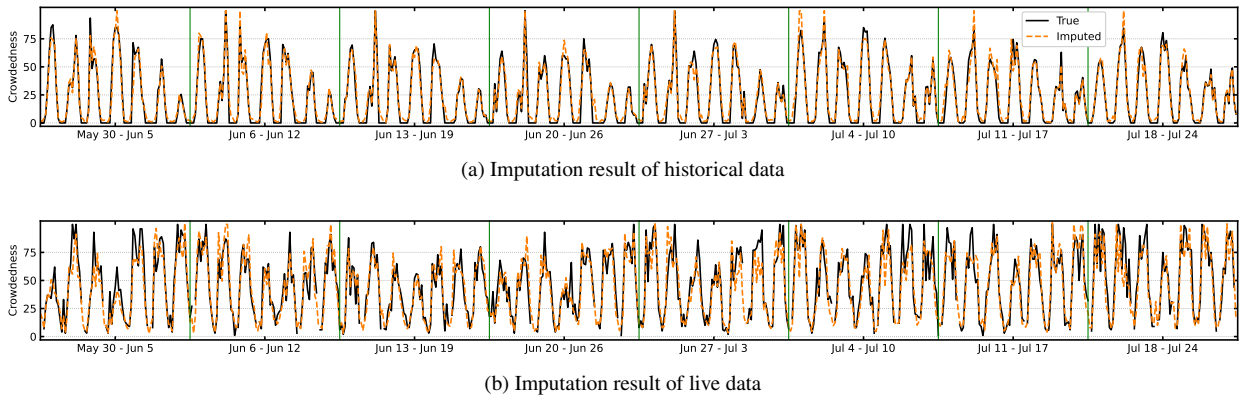 Crowdedness
75
50
25
0
True
Imputed
May 30 - Jun 5 Jun 6 - Jun 12 Jun 13 - Jun 19 Jun 20 - Jun 26 Jun 27 - Jul 3 Jul 4 - Jul 10 Jul 11 - Jul 17 Jul 18 - Jul 24
(a) Imputation result of historical data
Crowdedness
75
50
25
0
May 30 - Jun 5 Jun 6 - Jun 12 Jun 13 - Jun 19 Jun 20 - Jun 26 Jun 27 - Jul 3 Jul 4 - Jul 10 Jul 11 - Jul 17 Jul 18 - Jul 24
(b) Imputation result of live data